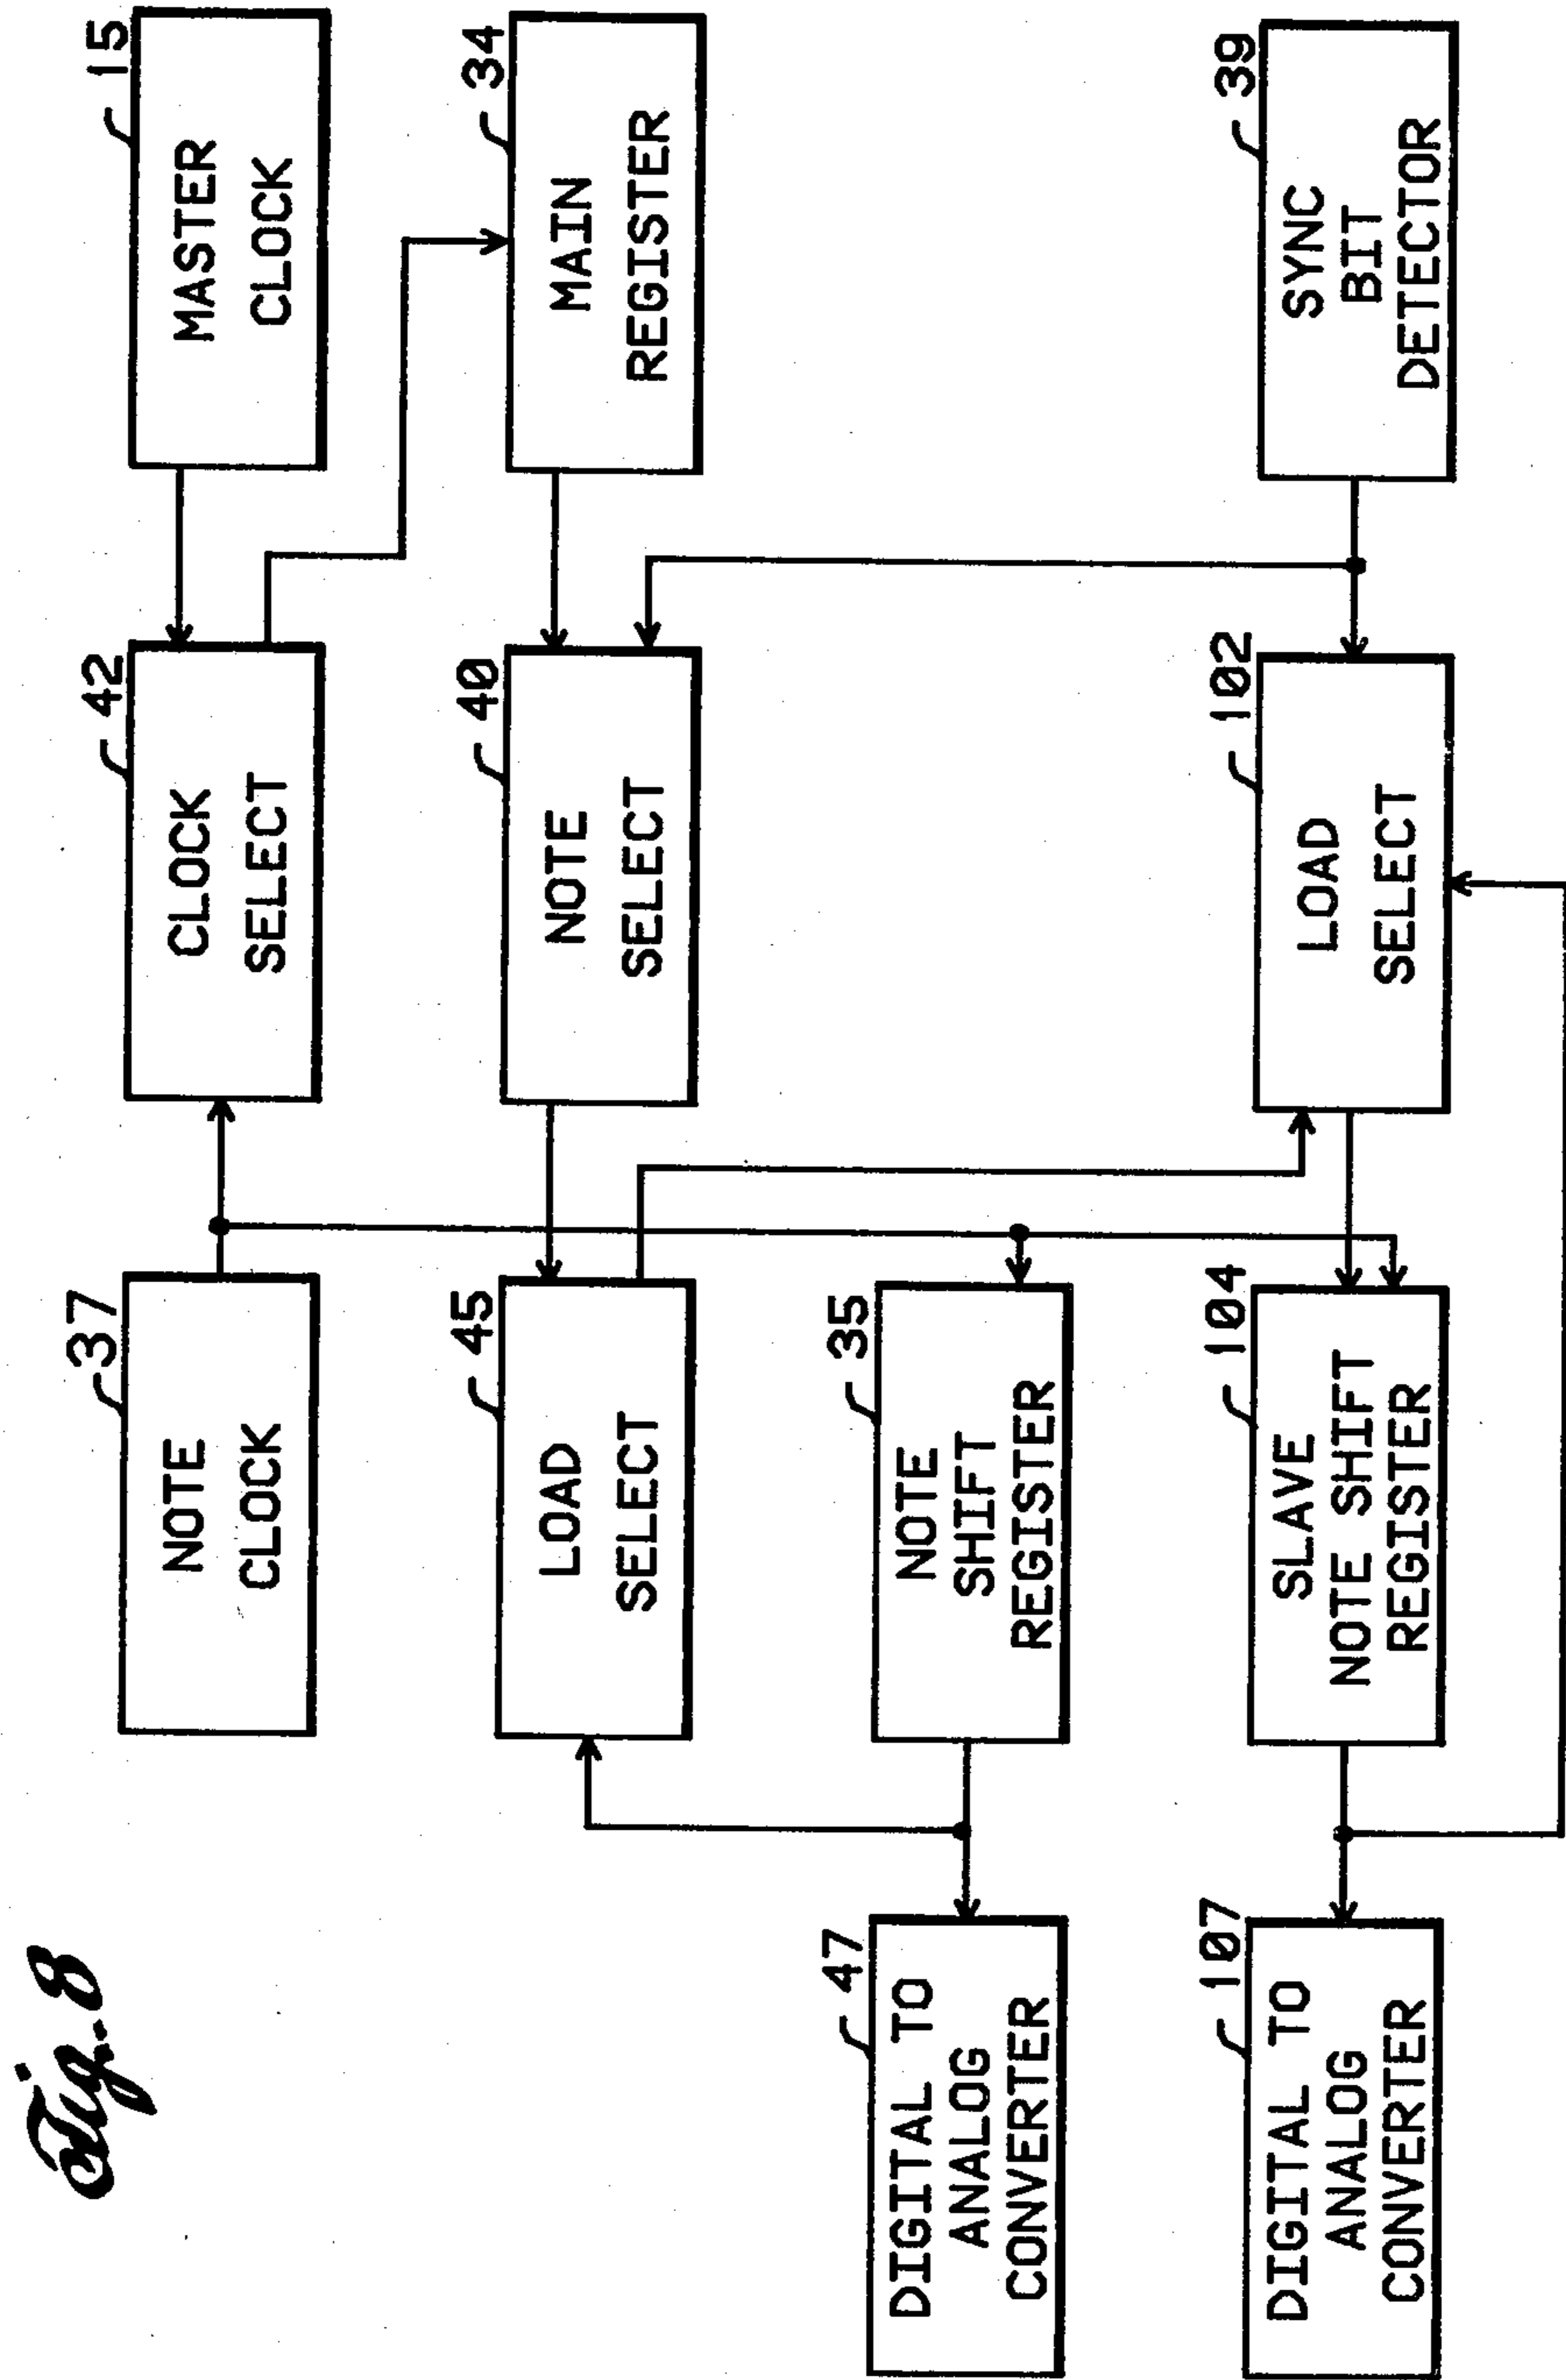 Fig. 8
37
NOTE
CLOCK
42
CLOCK
SELECT
15
MASTER
CLOCK
45
LOAD
SELECT
40
NOTE
SELECT
34
MAIN
REGISTER
47
DIGITAL TO
ANALOG
CONVERTER
35
NOTE
SHIFT
REGISTER
107
DIGITAL TO
ANALOG
CONVERTER
104
SLAVE
NOTE SHIFT
REGISTER
102
LOAD
SELECT
39
SYNC
BIT
DETECTOR